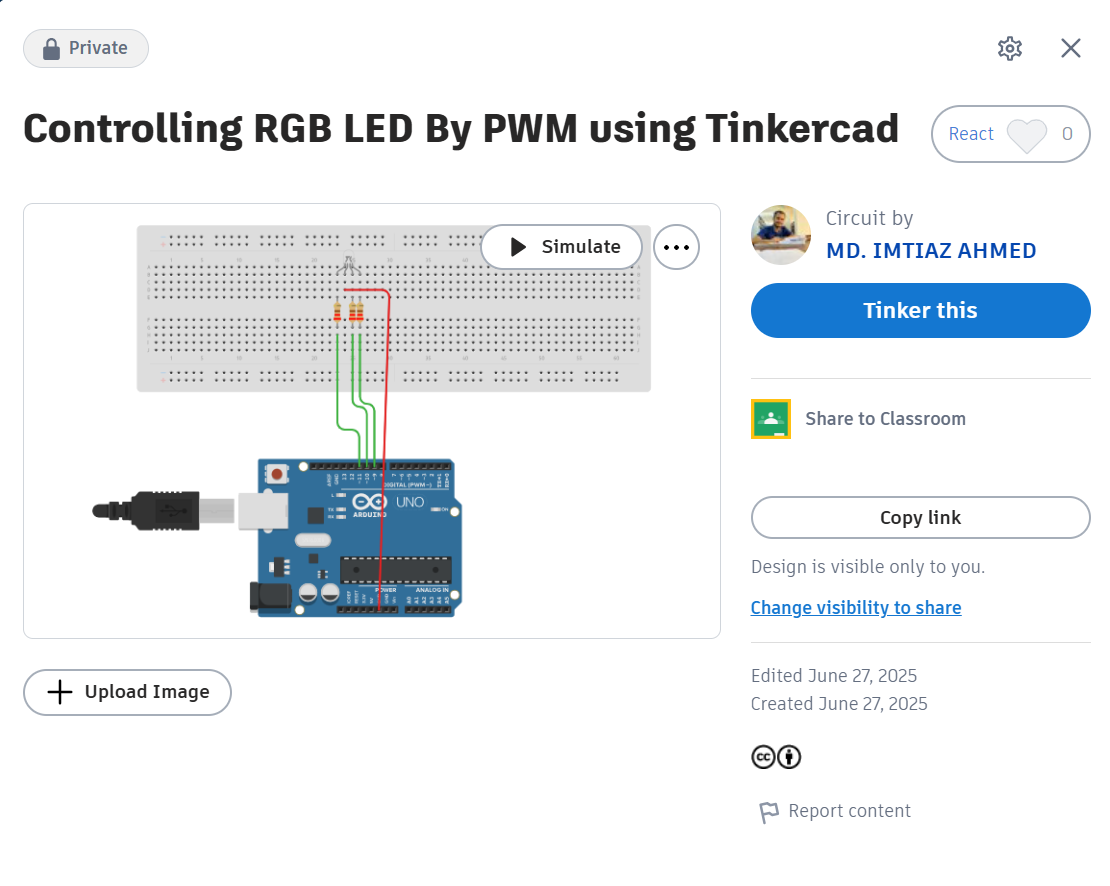 Private
Controlling RGB LED By PWM using Tinkercad
React 0
Simulate
Circuit by
MD. IMTIAZ AHMED
Tinker this
Share to Classroom
DIGITAL (PWM~)
UNO
ARDUINO
POWER
ANALOG IN
Copy link
Design is visible only to you.
Change visibility to share
Upload Image
Edited June 27, 2025
Created June 27, 2025
cc
Report content